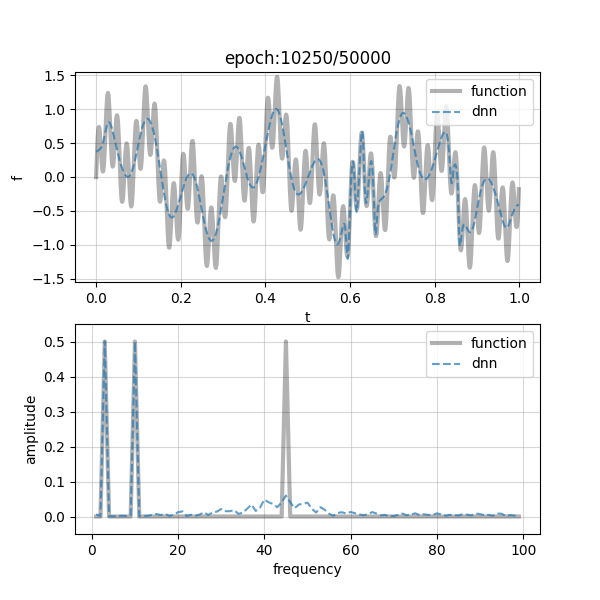 epoch:10250/50000
1.5
1.0
0.5
0.0
−0.5
−1.0
−1.5
f
function
dnn
0.0 0.2 0.4 0.6 0.8 1.0
t
0.5
0.4
0.3
0.2
0.1
0.0
amplitude
function
dnn
0 20 40 60 80 100
frequency